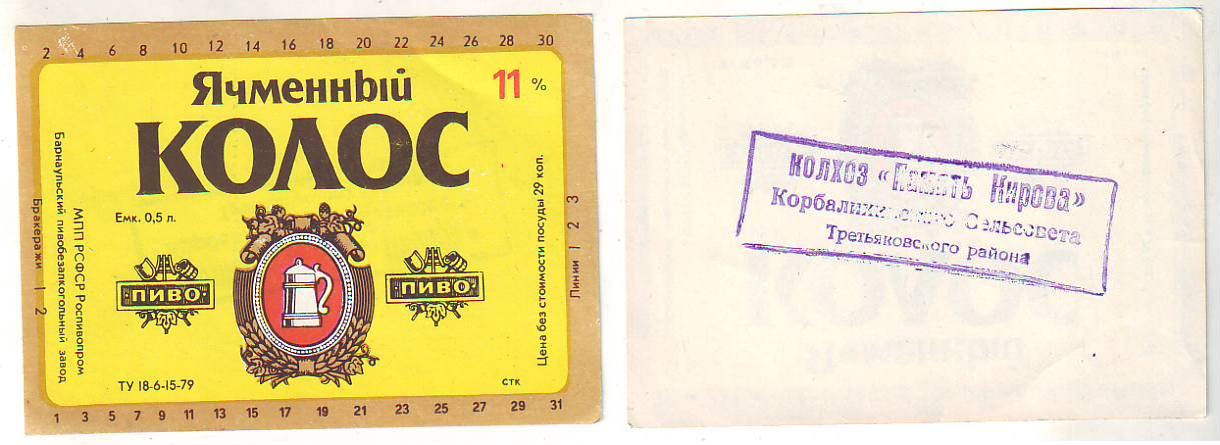 2 4 6 8 10 12 14 16 18 20 22 24 26 28 30
Ячменный
11 %
КОЛОС
Емк. 0,5 л.
ПИВО
ПИВО
ТУ 18-6-15-79
СТК
1 3 5 7 9 11 13 15 17 19 21 23 25 27 29 31
Бракеражи 1 2
Барнаульский пивобезалкогольный завод
МПП РСФСР Роспивопром
Цена без стоимости посуды 29 коп.
Линии 1 2 3
КОЛХОЗ «Память Кирова»
Корбалихинского Сельсовета
Третьяковского района